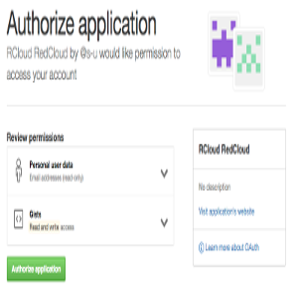 Authorize application
RCloud RedCloud by @s-u would like permission to
access your account
Review permissions
Personal user data
Email addresses (read-only)
Gists
Read and write access
Authorize application
RCloud RedCloud
No description
Visit application's website
Learn more about OAuth